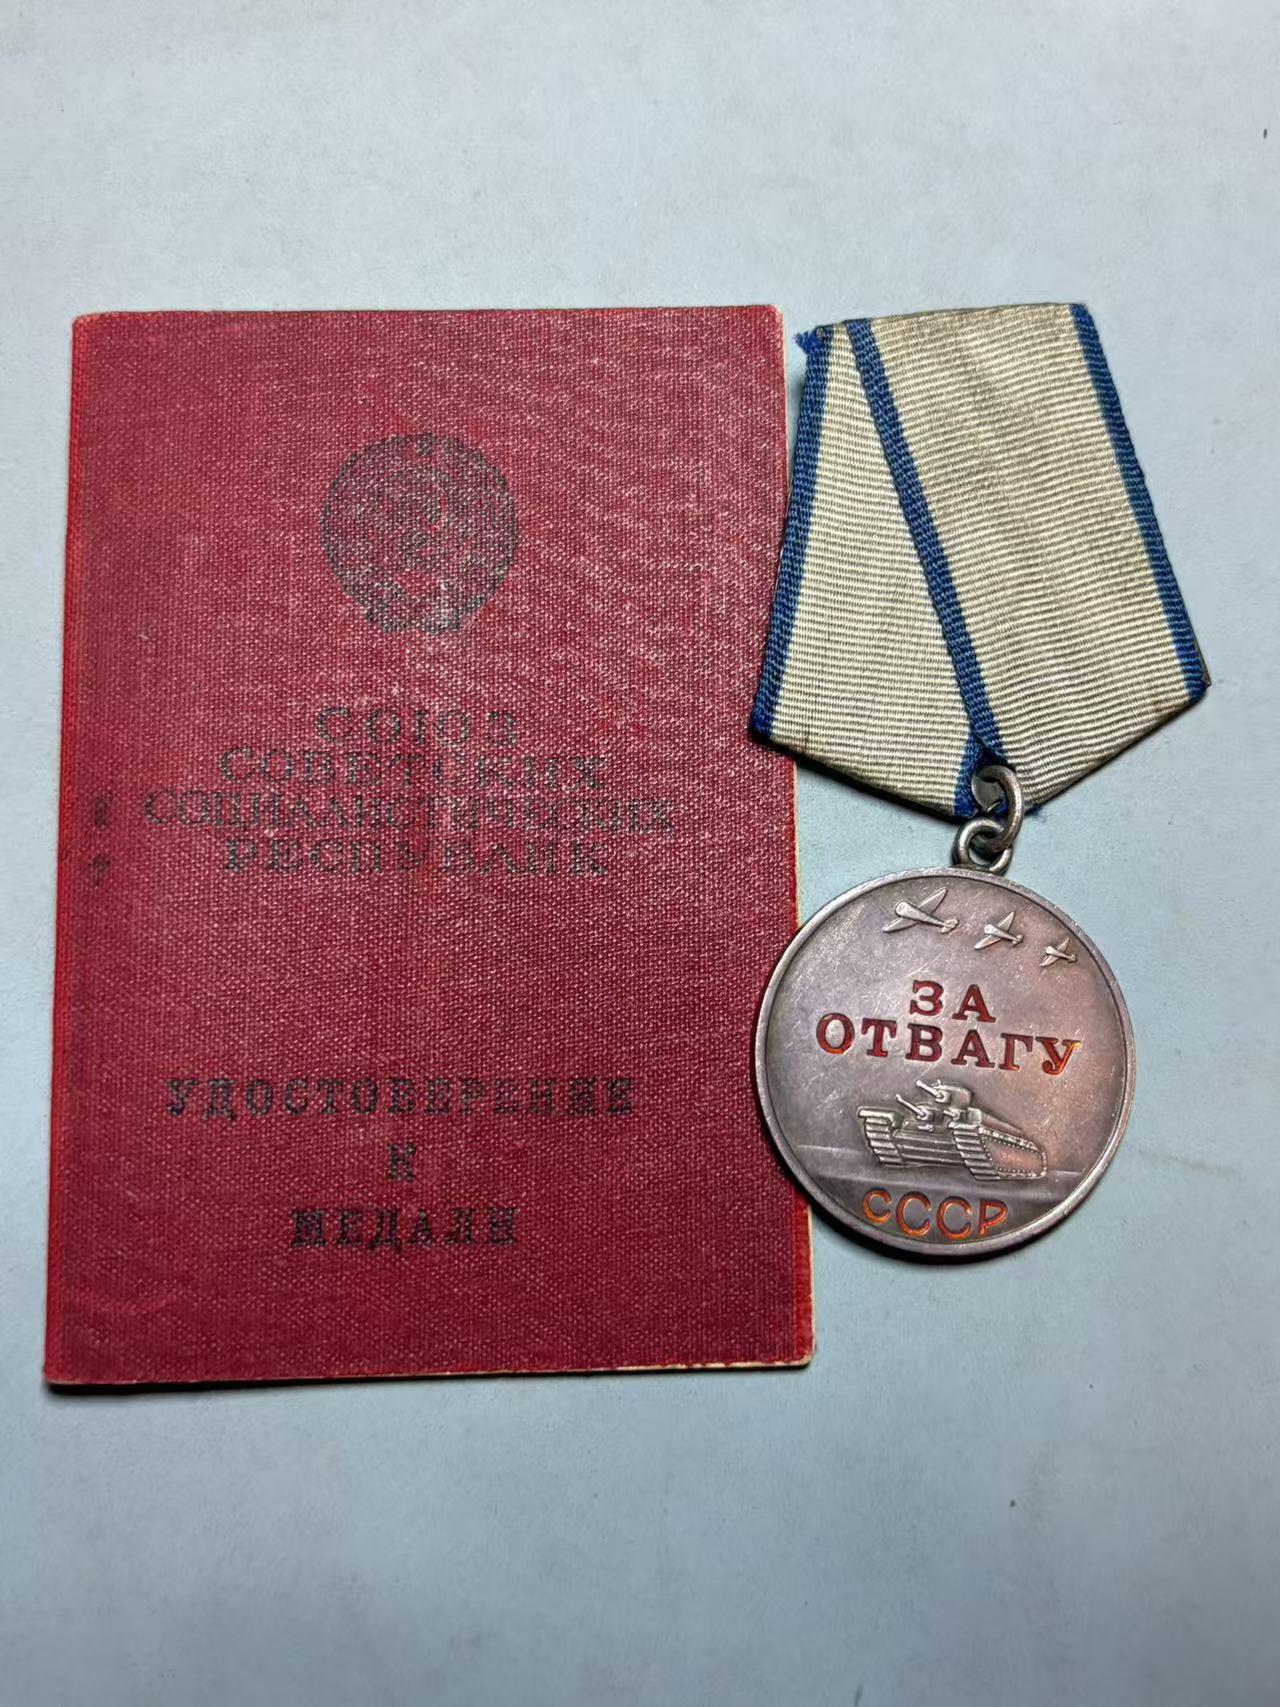 СОЮЗ
СОВЕТСКИХ
СОЦИАЛИСТИЧЕСКИХ
РЕСПУБЛИК
УДОСТОВЕРЕНИЕ
К
МЕДАЛИ
ЗА
ОТВАГУ
СССР